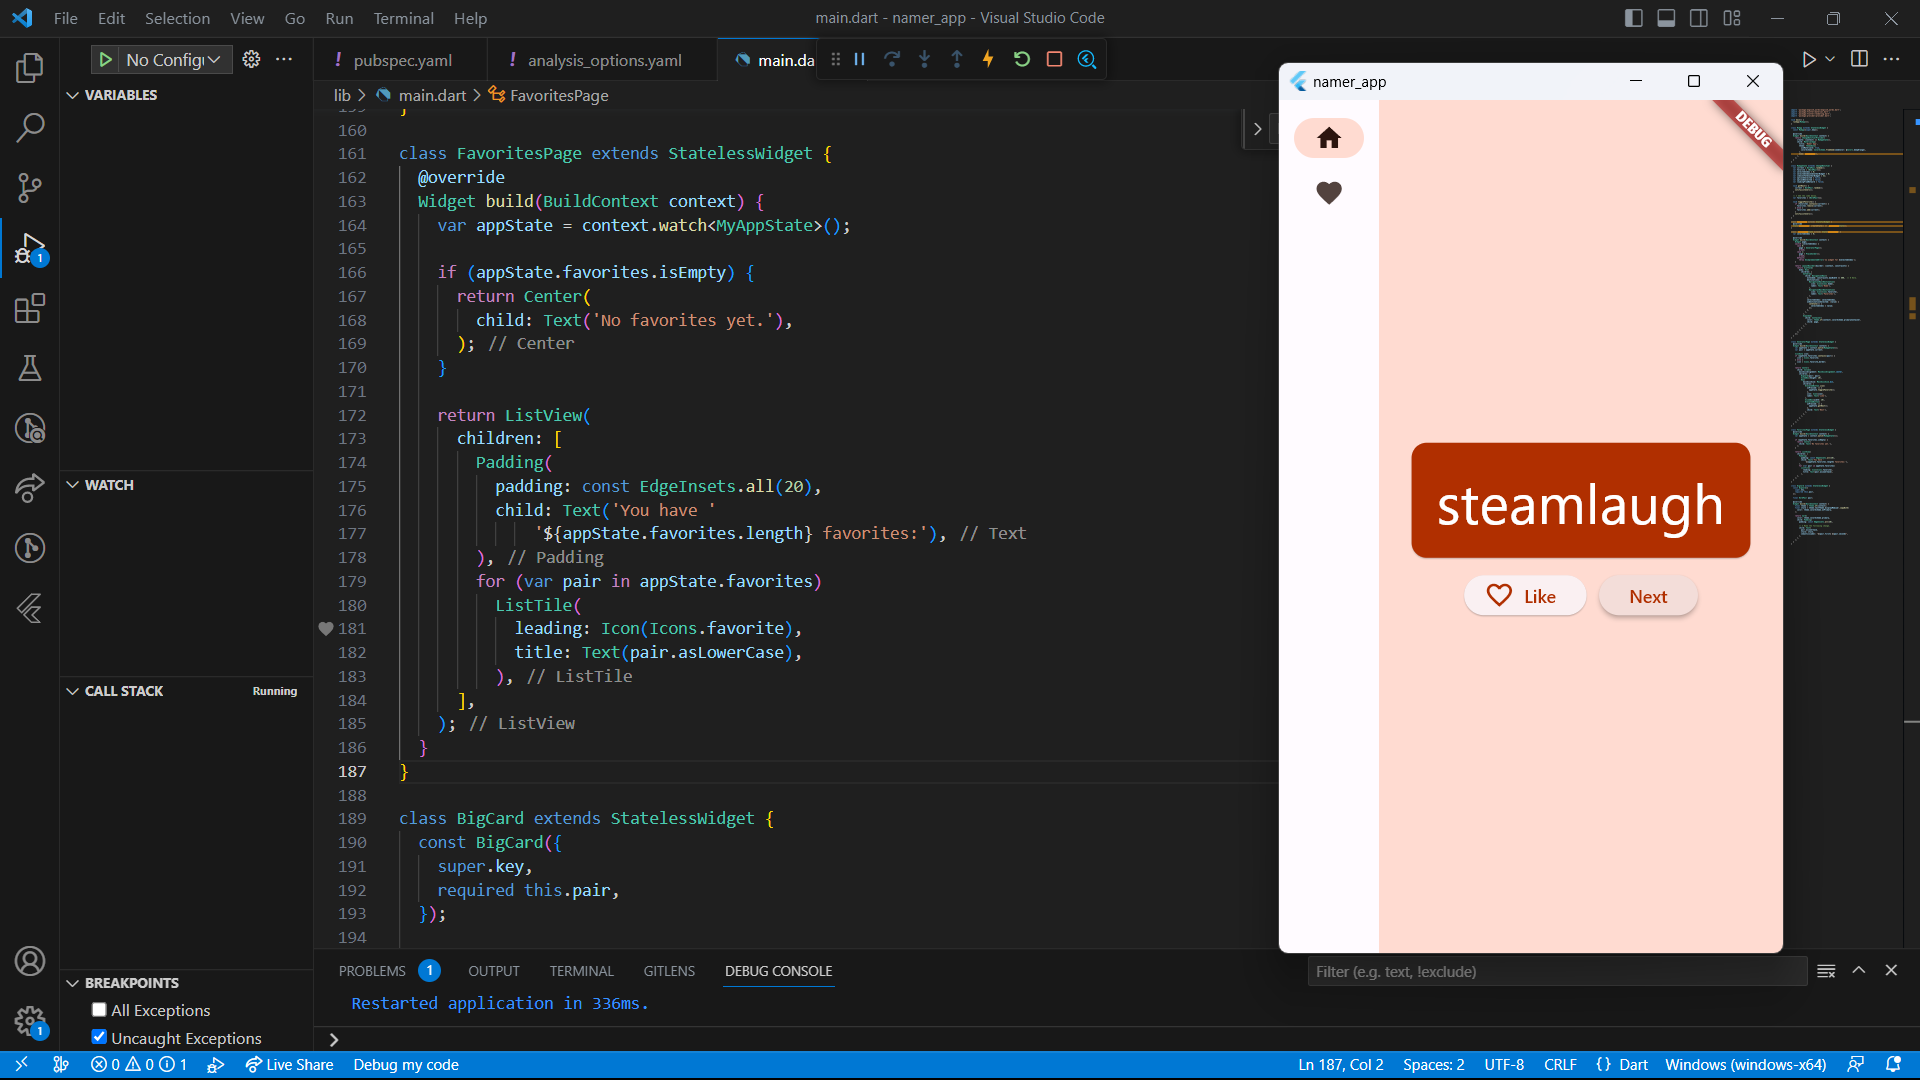 File Edit Selection View Go Run Terminal Help
main.dart - namer_app - Visual Studio Code
No Config
pubspec.yaml
analysis_options.yaml
main.da
lib > main.dart > FavoritesPage
VARIABLES
WATCH
CALL STACK
Running
BREAKPOINTS
All Exceptions
Uncaught Exceptions
1
1
159 }
160
161 class FavoritesPage extends StatelessWidget {
162 @override
163 Widget build(BuildContext context) {
164 var appState = context.watch<MyAppState>();
165
166 if (appState.favorites.isEmpty) {
167 return Center(
168 child: Text('No favorites yet.'),
169 ); // Center
170 }
171
172 return ListView(
173 children: [
174 Padding(
175 padding: const EdgeInsets.all(20),
176 child: Text('You have '
177 '${appState.favorites.length} favorites:'), // Text
178 ), // Padding
179 for (var pair in appState.favorites)
180 ListTile(
181 leading: Icon(Icons.favorite),
182 title: Text(pair.asLowerCase),
183 ), // ListTile
184 ],
185 ); // ListView
186 }
187 }
188
189 class BigCard extends StatelessWidget {
190 const BigCard({
191 super.key,
192 required this.pair,
193 });
194
namer_app
DEBUG
steamlaugh
Like
Next
PROBLEMS 1 OUTPUT TERMINAL GITLENS DEBUG CONSOLE
Filter (e.g. text, !exclude)
Restarted application in 336ms.
0 0 1 Live Share Debug my code
Ln 187, Col 2 Spaces: 2 UTF-8 CRLF {} Dart Windows (windows-x64)